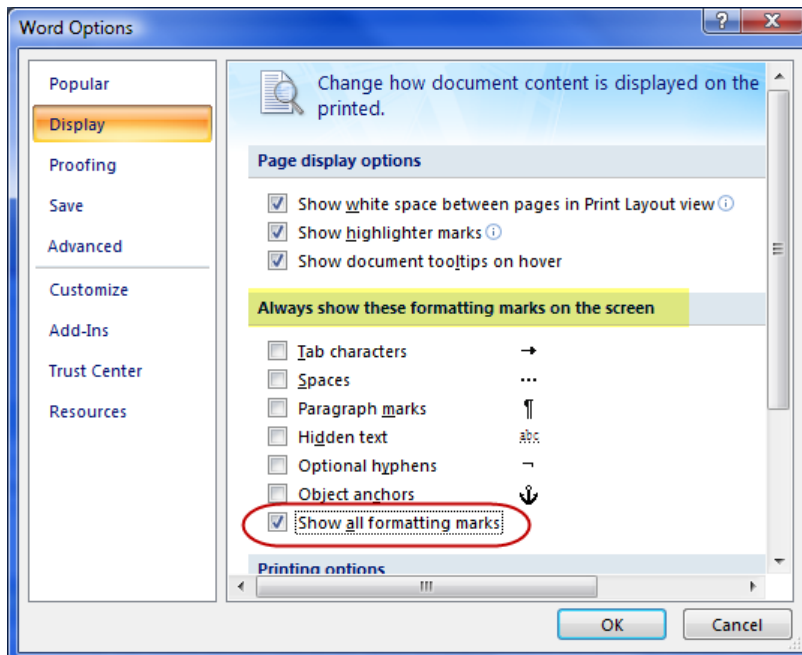 Word Options
Popular
Display
Proofing
Save
Advanced
Customize
Add-Ins
Trust Center
Resources
Change how document content is displayed on the
printed.
Page display options
Show white space between pages in Print Layout view
Show highlighter marks
Show document tooltips on hover
Always show these formatting marks on the screen
Tab characters →
Spaces ...
Paragraph marks ¶
Hidden text abc
Optional hyphens ¬
Object anchors
Show all formatting marks
Printing options
OK Cancel